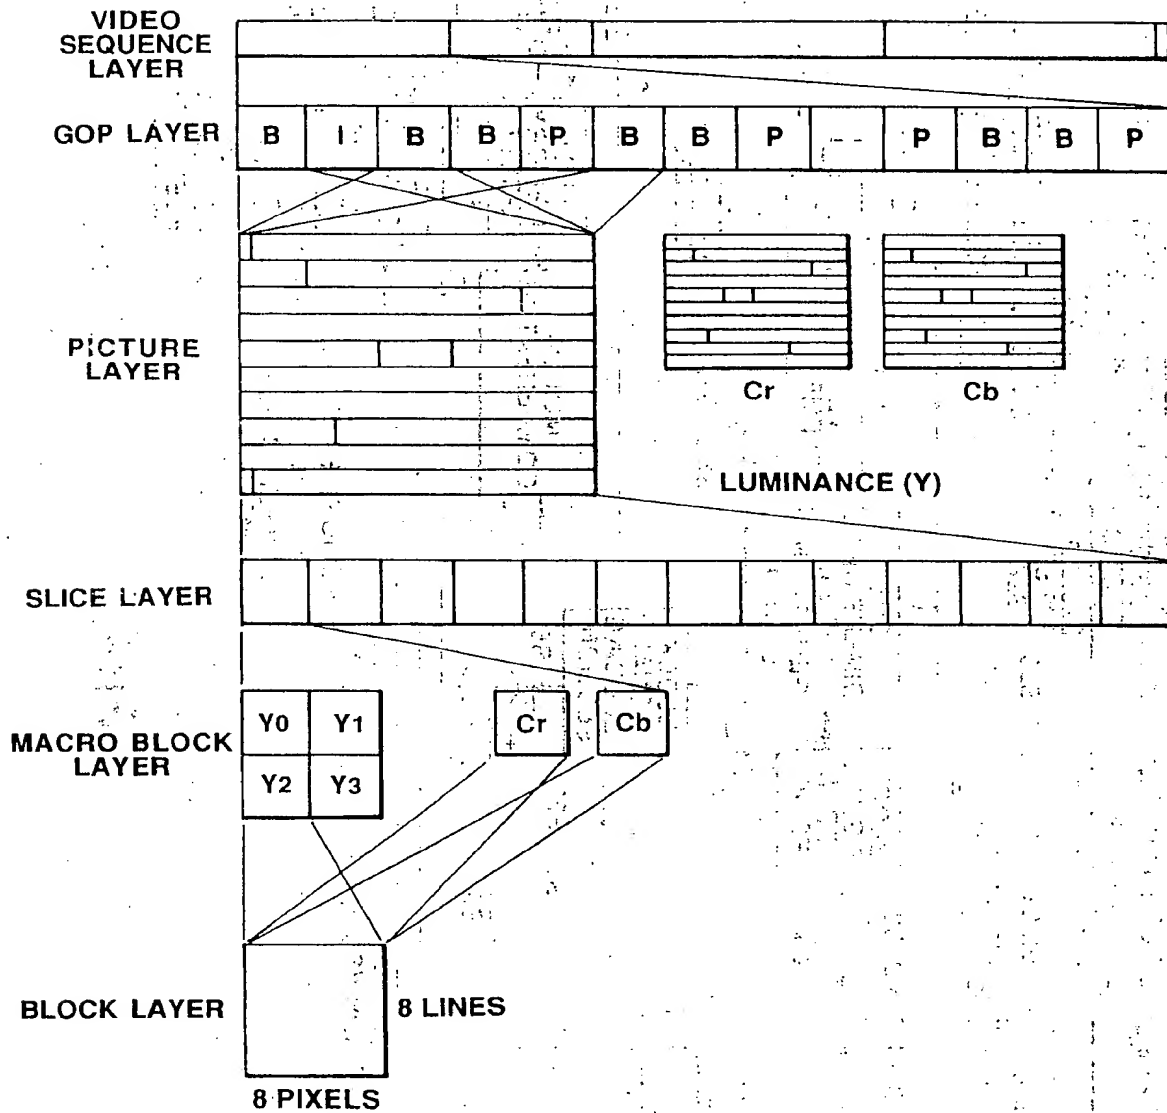 VIDEO
SEQUENCE
LAYER
GOP LAYER
B I B B P B B P -- P B B P
PICTURE
LAYER
Cr
Cb
LUMINANCE (Y)
SLICE LAYER
MACRO BLOCK
LAYER
Y0 Y1
Y2 Y3
Cr
Cb
BLOCK LAYER
8 LINES
8 PIXELS